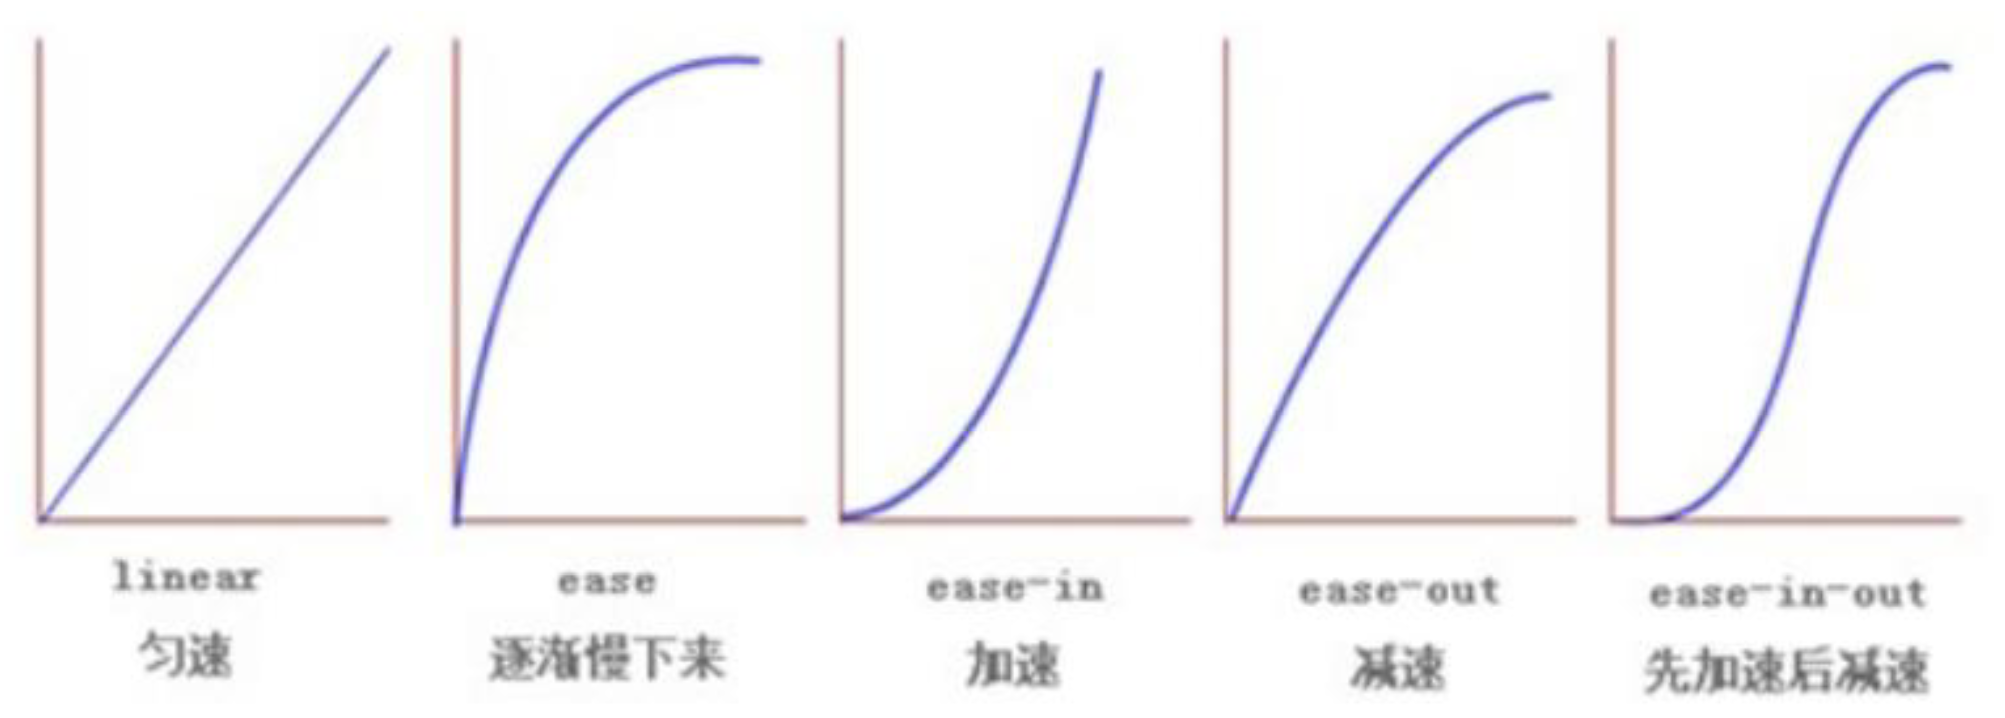 linear
匀速
ease
逐渐慢下来
ease-in
加速
ease-out
减速
ease-in-out
先加速后减速